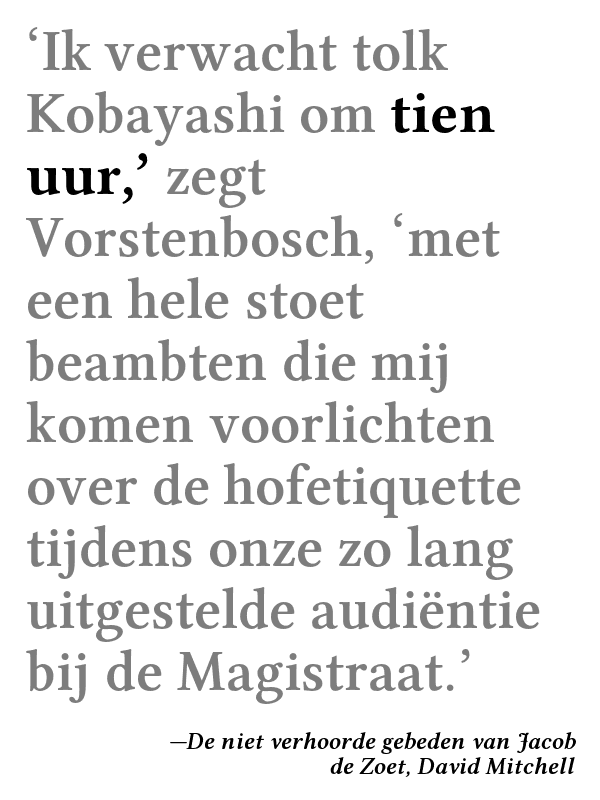 ‘Ik verwacht tolk
Kobayashi om tien
uur,’ zegt
Vorstenbosch, ‘met
een hele stoet
beambten die mij
komen voorlichten
over de hofetiquette
tijdens onze zo lang
uitgestelde audiëntie
bij de Magistraat.’
—De niet verhoorde gebeden van Jacob
de Zoet, David Mitchell